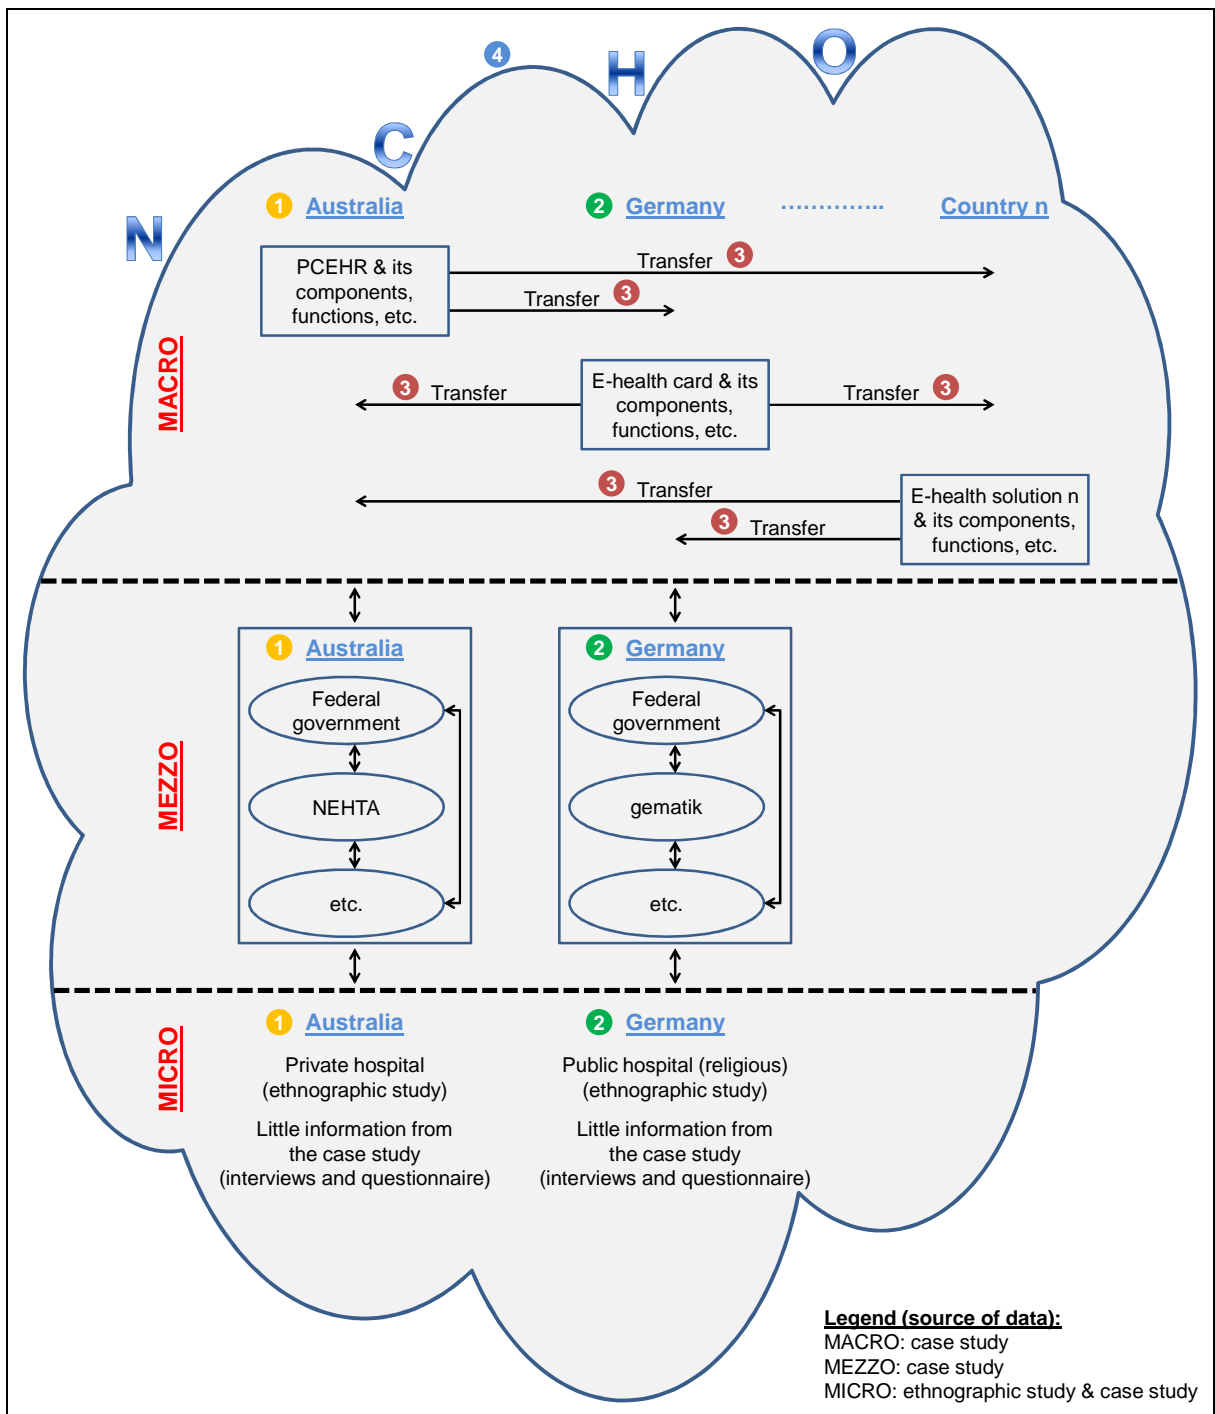 4
H
O
C
N
1 Australia
2 Germany
.............
Country n
PCEHR & its
components,
functions, etc.
Transfer 3
Transfer 3
MACRO
3 Transfer
E-health card & its
components,
functions, etc.
Transfer 3
3 Transfer
3 Transfer
E-health solution n
& its components,
functions, etc.
MEZZO
1 Australia
Federal
government
NEHTA
etc.
2 Germany
Federal
government
gematik
etc.
MICRO
1 Australia
Private hospital
(ethnographic study)
Little information from
the case study
(interviews and questionnaire)
2 Germany
Public hospital (religious)
(ethnographic study)
Little information from
the case study
(interviews and questionnaire)
Legend (source of data):
MACRO: case study
MEZZO: case study
MICRO: ethnographic study & case study